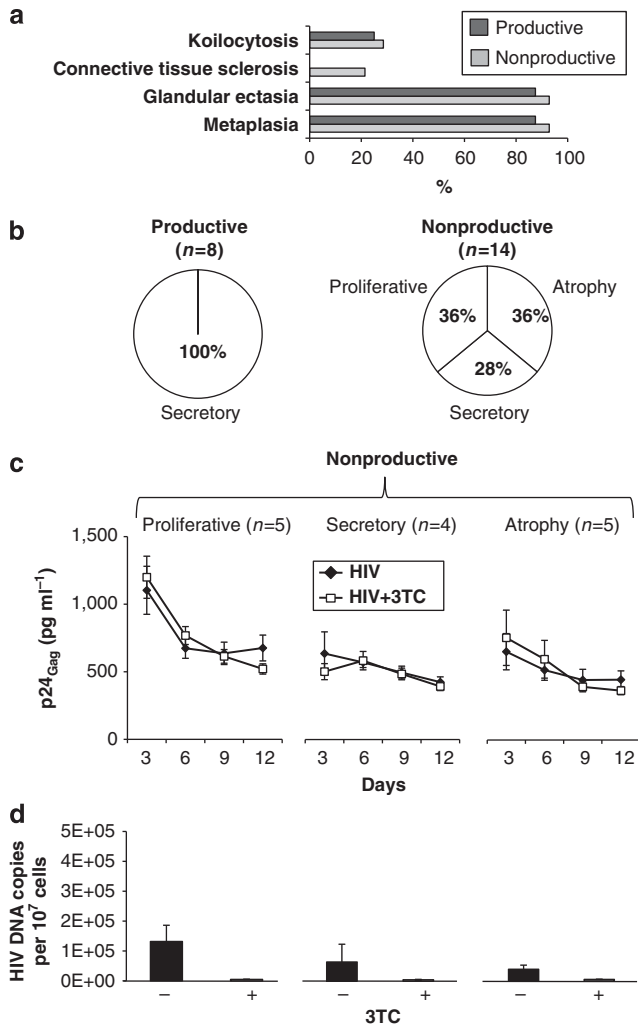 a
Productive
Nonproductive
Koilocytosis
Connective tissue sclerosis
Glandular ectasia
Metaplasia
0 20 40 60 80 100
%
b
Productive
(n=8)
100%
Secretory
Nonproductive
(n=14)
Proliferative
Atrophy
36%
36%
28%
Secretory
c
Nonproductive
Proliferative (n=5)
Secretory (n=4)
Atrophy (n=5)
HIV
HIV+3TC
p24Gag (pg ml−1)
1,500
1,000
500
0
3 6 9 12
3 6 9 12
3 6 9 12
Days
d
HIV DNA copies
per 10^7 cells
5E+05
4E+05
3E+05
2E+05
1E+05
0E+00
− +
− +
− +
3TC